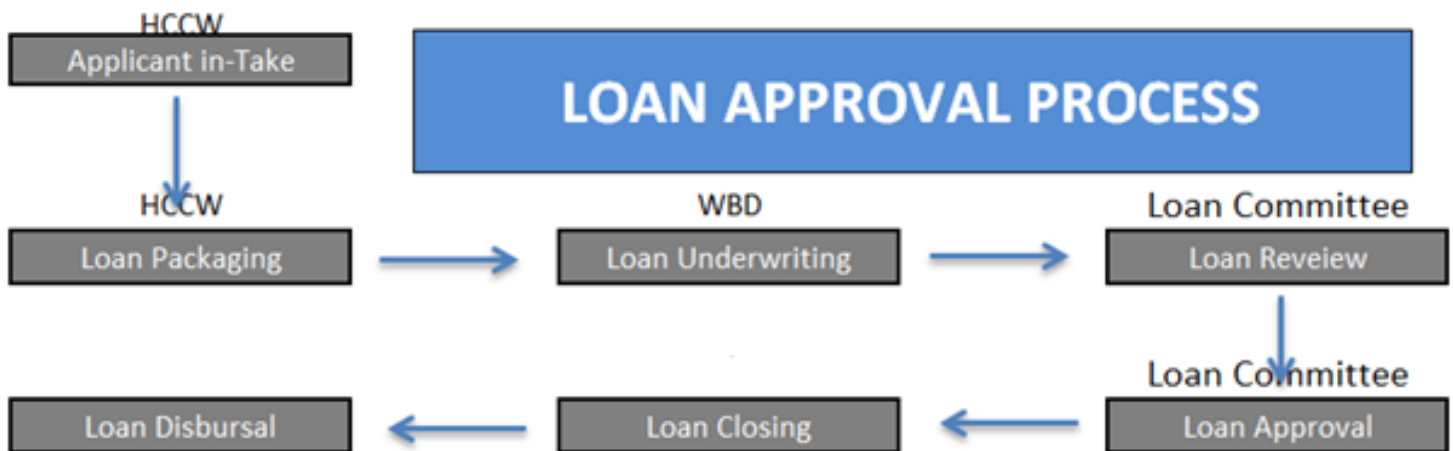 HCCW
Applicant in-Take
LOAN APPROVAL PROCESS
HCCW
Loan Packaging
WBD
Loan Underwriting
Loan Committee
Loan Reveiew
Loan Committee
Loan Approval
Loan Closing
Loan Disbursal